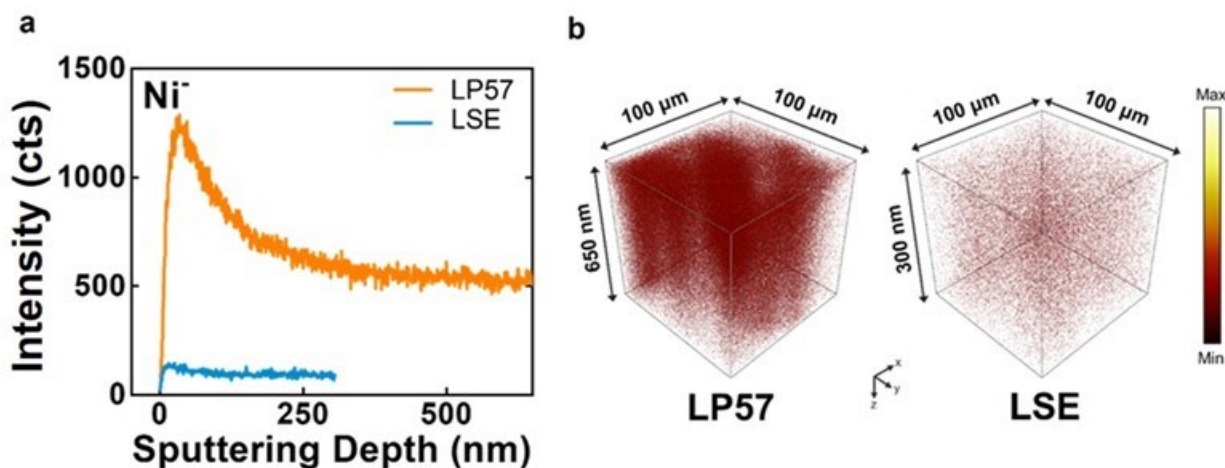 a
1500
1000
500
0
Intensity (cts)
Ni-
LP57
LSE
0
250
500
Sputtering Depth (nm)
b
100 µm
100 µm
650 nm
LP57
x
y
z
100 µm
100 µm
300 nm
LSE
Max
Min